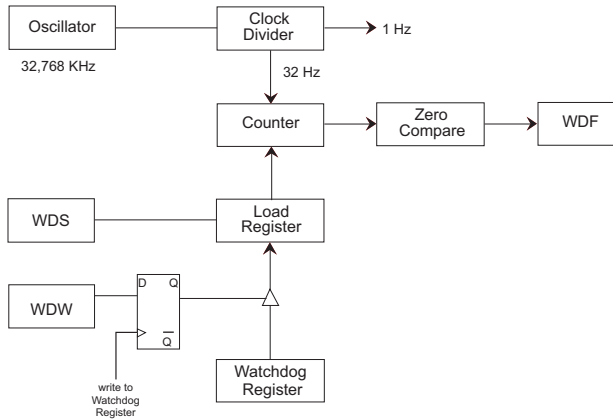 Oscillator
Clock
Divider
1 Hz
32,768 KHz
32 Hz
Counter
Zero
Compare
WDF
WDS
Load
Register
D Q
WDW
Q
Watchdog
Register
write to
Watchdog
Register